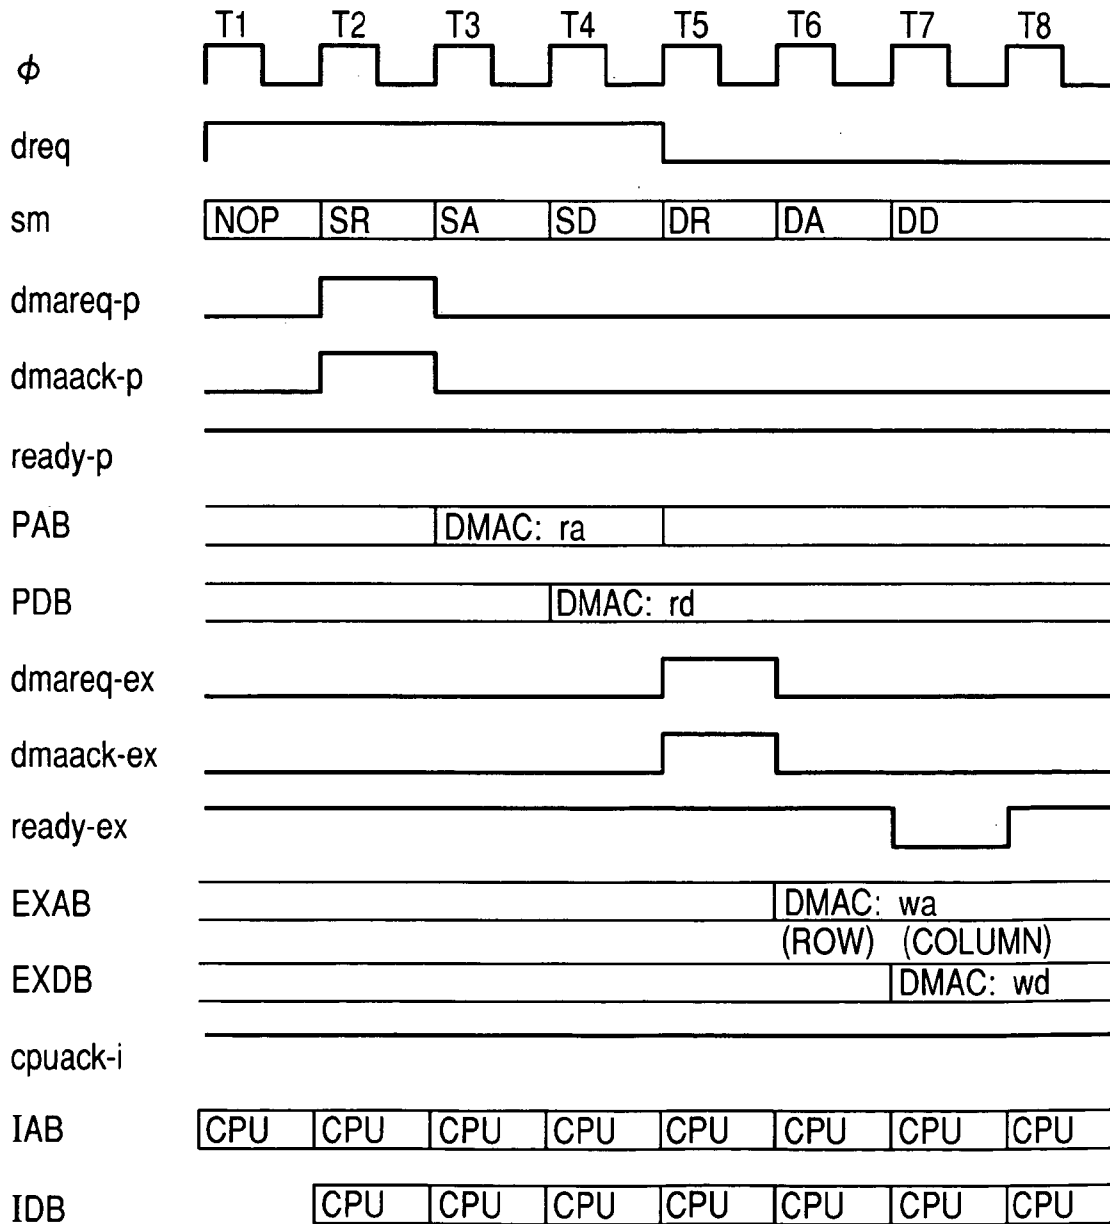 T1 T2 T3 T4 T5 T6 T7 T8
ϕ
dreq
sm NOP SR SA SD DR DA DD
dmareq-p
dmaack-p
ready-p
PAB DMAC: ra
PDB DMAC: rd
dmareq-ex
dmaack-ex
ready-ex
EXAB DMAC: wa
(ROW) (COLUMN)
EXDB DMAC: wd
cpuack-i
IAB CPU CPU CPU CPU CPU CPU CPU CPU
IDB CPU CPU CPU CPU CPU CPU CPU